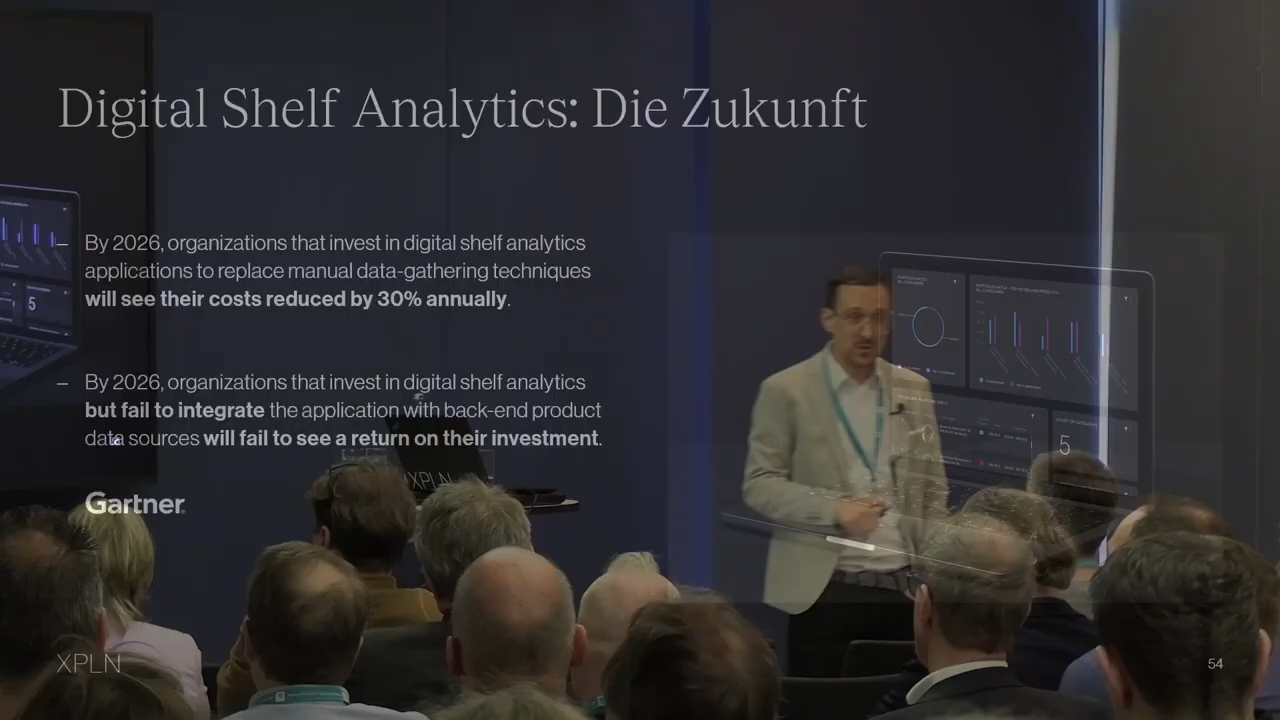 Digital Shelf Analytics: Die Zukunft
– By 2026, organizations that invest in digital shelf analytics
applications to replace manual data-gathering techniques
will see their costs reduced by 30% annually.
– By 2026, organizations that invest in digital shelf analytics
but fail to integrate the application with back-end product
data sources will fail to see a return on their investment.
Gartner
XPLN
XPLN
54
5
5